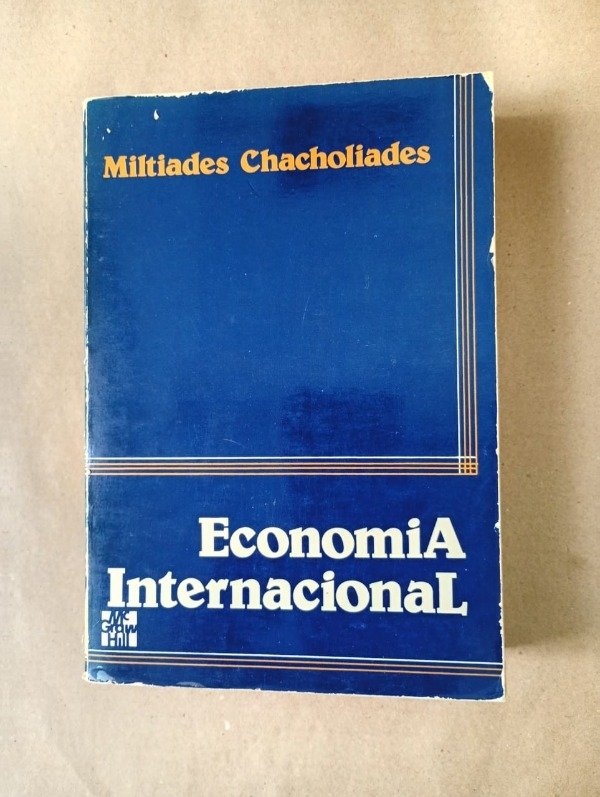 Miltiades Chacholiades
EconomiA
InternacionaL
Mc
Graw
Hill